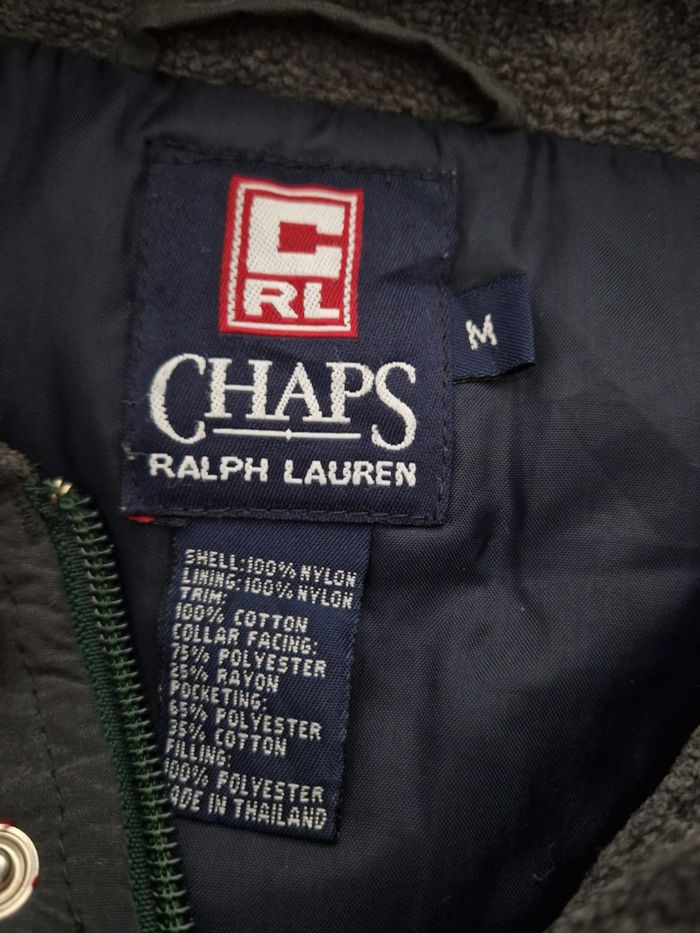 C
RL
CHAPS
RALPH LAUREN
M
SHELL:100% NYLON
LINING:100% NYLON
TRIM:
100% COTTON
COLLAR FACING:
75% POLYESTER
25% RAYON
POCKETING:
65% POLYESTER
35% COTTON
FILLING:
100% POLYESTER
ADE IN THAILAND